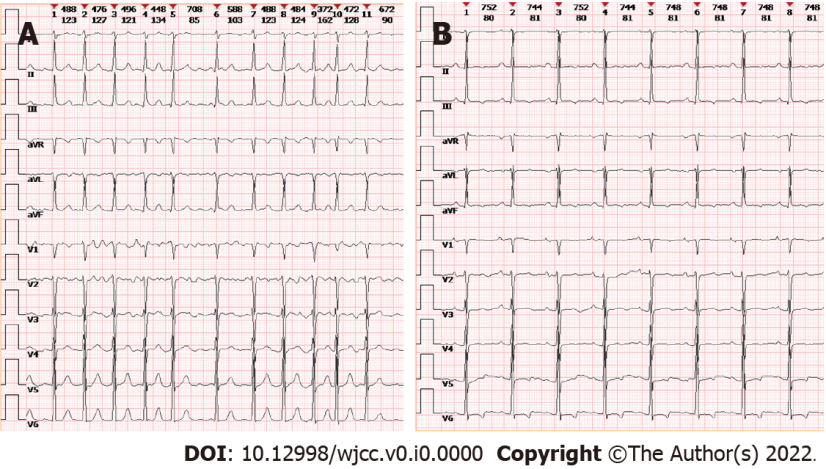 A
488 476 496 448 708 588 488 484 372 472 672
1 2 3 4 5 6 7 8 9 10 11
123 127 121 134 85 103 123 124 162 128 90
II
III
aVR
aVL
aVF
V1
V2
V3
V4
V5
V6
B
752 744 752 744 748 748 748
1 2 3 4 5 6 7 8
80 81 80 81 81 81 81
II
III
aVR
aVL
aVF
V1
V2
V3
V4
V5
V6
DOI: 10.12998/wjcc.v0.i0.0000 Copyright ©The Author(s) 2022.